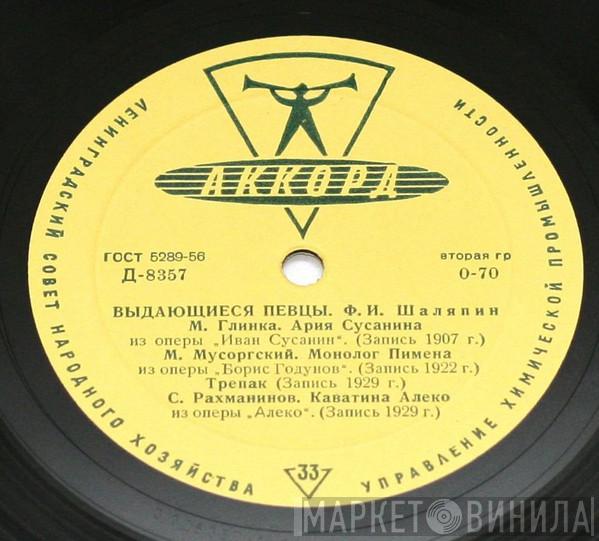 ЛЕНИНГРАДСКИЙ СОВЕТ НАРОДНОГО ХОЗЯЙСТВА
УПРАВЛЕНИЕ ХИМИЧЕСКОЙ ПРОМЫШЛЕННОСТИ
АККОРД
ГОСТ 5289-56
вторая гр
Д-8357
0-70
ВЫДАЮЩИЕСЯ ПЕВЦЫ. Ф. И. Шаляпин
М. Глинка. Ария Сусанина
из оперы „Иван Сусанин". (Запись 1907 г.)
М. Мусоргский. Монолог Пимена
из оперы „Борис Годунов" (Запись 1922 г.)
Трепак (Запись 1929 г.)
С. Рахманинов. Каватина Алеко
из оперы „Алеко". (Запись 1929 г.)
33
МАРКЕТ ВИНИЛА